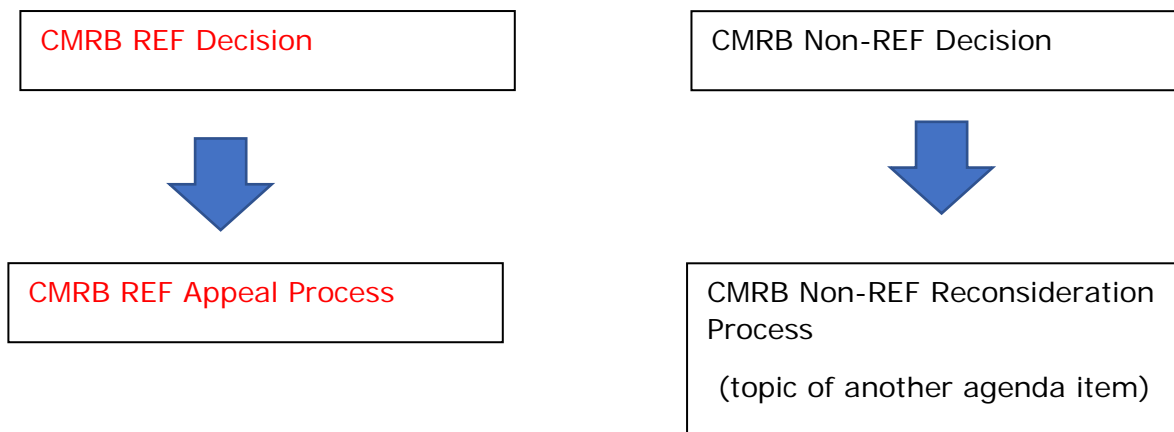 CMRB REF Decision
CMRB Non-REF Decision
CMRB REF Appeal Process
CMRB Non-REF Reconsideration
Process
(topic of another agenda item)